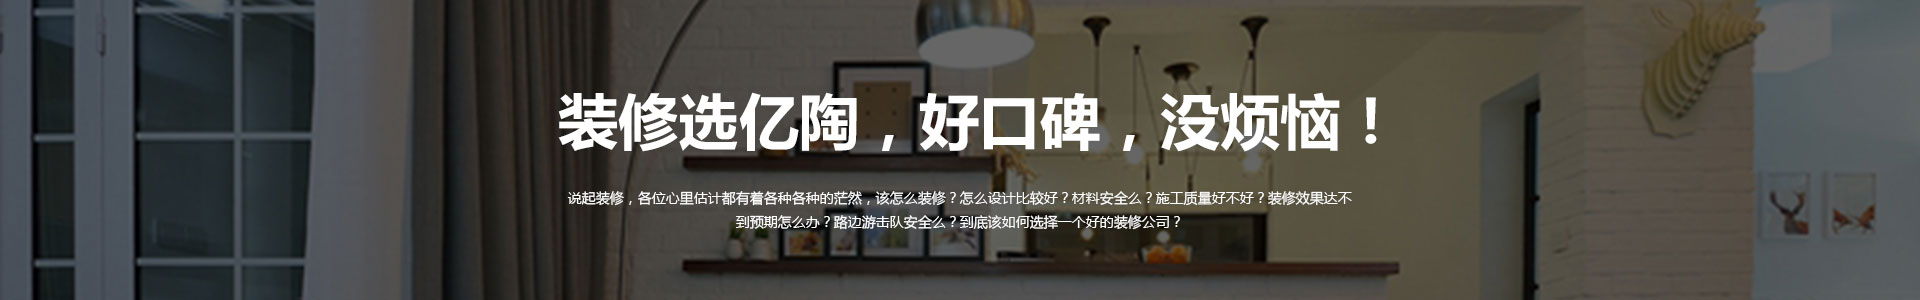 装修选亿陶，好口碑，没烦恼！
说起装修，各位心里估计都有着各种各种的茫然，该怎么装修？怎么设计比较好？材料安全么？施工质量好不好？装修效果达不
到预期怎么办？路边游击队安全么？到底该如何选择一个好的装修公司？